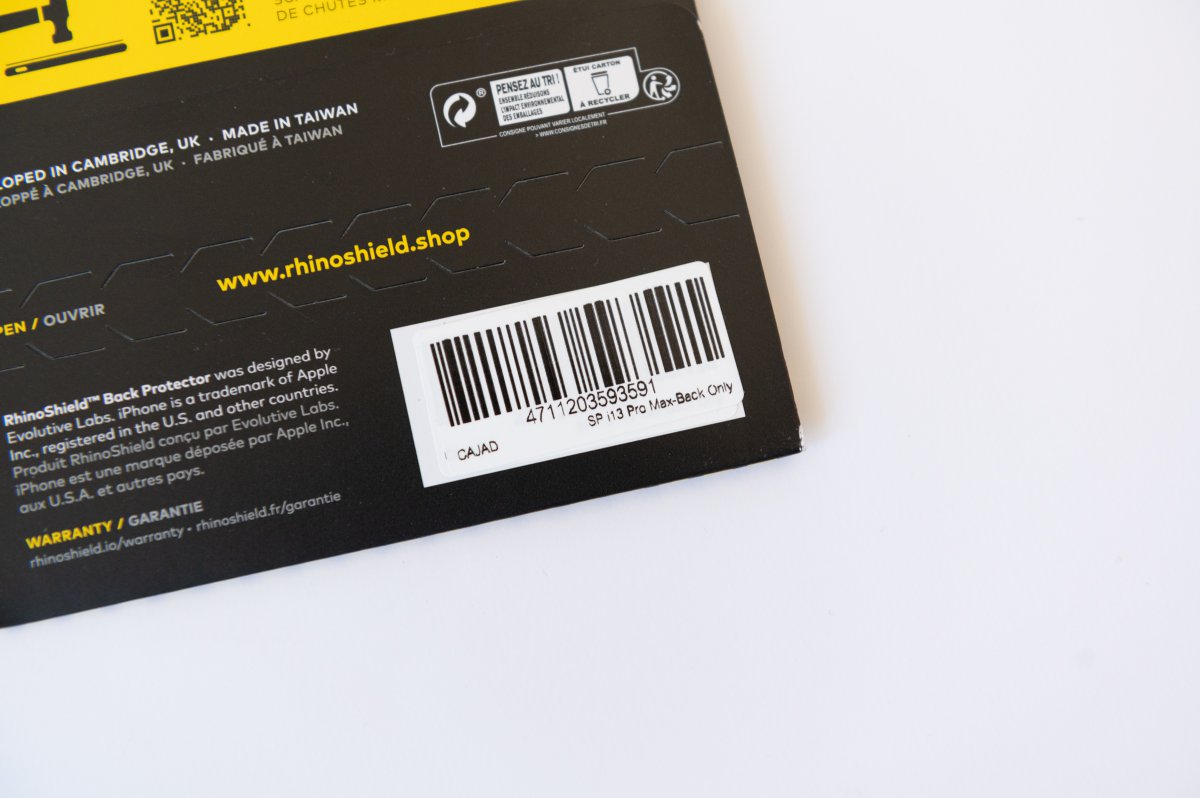 DE CHUTES
LOPED IN CAMBRIDGE, UK · MADE IN TAIWAN
LOPPÉ À CAMBRIDGE, UK · FABRIQUÉ À TAIWAN
®
PENSEZ AU TRI !
ENSEMBLE RÉDUISONS
L'IMPACT ENVIRONNEMENTAL
DES EMBALLAGES
ÉTUI CARTON
À RECYCLER
CONSIGNE POUVANT VARIER LOCALEMENT
> WWW.CONSIGNESDETRI.FR
www.rhinoshield.shop
PEN / OUVRIR
RhinoShield™ Back Protector was designed by
Evolutive Labs. iPhone is a trademark of Apple
Inc., registered in the U.S. and other countries.
Produit RhinoShield conçu par Evolutive Labs.
iPhone est une marque déposée par Apple Inc.,
aux U.S.A. et autres pays.
WARRANTY / GARANTIE
rhinoshield.io/warranty • rhinoshield.fr/garantie
4711203593591
SP i13 Pro Max-Back Only
CAJAD